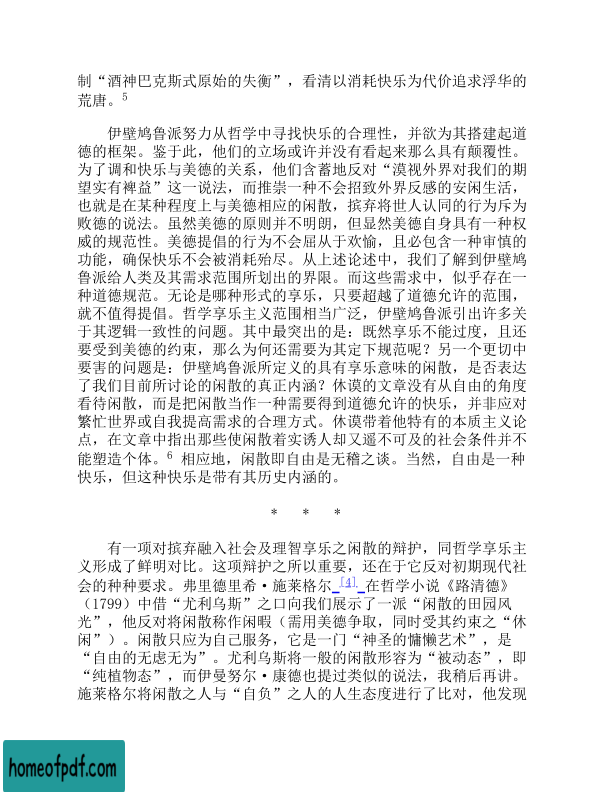 制“酒神巴克斯式原始的失衡”，看清以消耗快乐为代价追求浮华的
荒唐。5
伊壁鸠鲁派努力从哲学中寻找快乐的合理性，并欲为其搭建起道
德的框架。鉴于此，他们的立场或许并没有看起来那么具有颠覆性。
为了调和快乐与美德的关系，他们含蓄地反对“漠视外界对我们的期
望实有裨益”这一说法，而推崇一种不会招致外界反感的安闲生活，
也就是在某种程度上与美德相应的闲散，摈弃将世人认同的行为斥为
败德的说法。虽然美德的原则并不明朗，但显然美德自身具有一种权
威的规范性。美德提倡的行为不会屈从于欢愉，且必包含一种审慎的
功能，确保快乐不会被消耗殆尽。从上述论述中，我们了解到伊壁鸠
鲁派给人类及其需求范围所划出的界限。而这些需求中，似乎存在一
种道德规范。无论是哪种形式的享乐，只要超越了道德允许的范围，
就不值得提倡。哲学享乐主义范围相当广泛，伊壁鸠鲁派引出许多关
于其逻辑一致性的问题。其中最突出的是：既然享乐不能过度，且还
要受到美德的约束，那么为何还需要为其定下规范呢？另一个更切中
要害的问题是：伊壁鸠鲁派所定义的具有享乐意味的闲散，是否表达
了我们目前所讨论的闲散的真正内涵？休谟的文章没有从自由的角度
看待闲散，而是把闲散当作一种需要得到道德允许的快乐，并非应对
繁忙世界或自我提高需求的合理方式。休谟带着他特有的本质主义论
点，在文章中指出那些使闲散着实诱人却又遥不可及的社会条件并不
能塑造个体。6 相应地，闲散即自由是无稽之谈。当然，自由是一种
快乐，但这种快乐是带有其历史内涵的。
* * *
有一项对摈弃融入社会及理智享乐之闲散的辩护，同哲学享乐主
义形成了鲜明对比。这项辩护之所以重要，还在于它反对初期现代社
会的种种要求。弗里德里希·施莱格尔[4]在哲学小说《路清德》
（1799）中借“尤利乌斯”之口向我们展示了一派“闲散的田园风
光”，他反对将闲散称作闲暇（需用美德争取，同时受其约束之“休
闲”）。闲散只应为自己服务，它是一门“神圣的慵懒艺术”，是
“自由的无虑无为”。尤利乌斯将一般的闲散形容为“被动态”，即
“纯植物态”，而伊曼努尔·康德也提过类似的说法，我稍后再讲。
施莱格尔将闲散之人与“自负”之人的人生态度进行了比对，他发现
homeofpdf.com